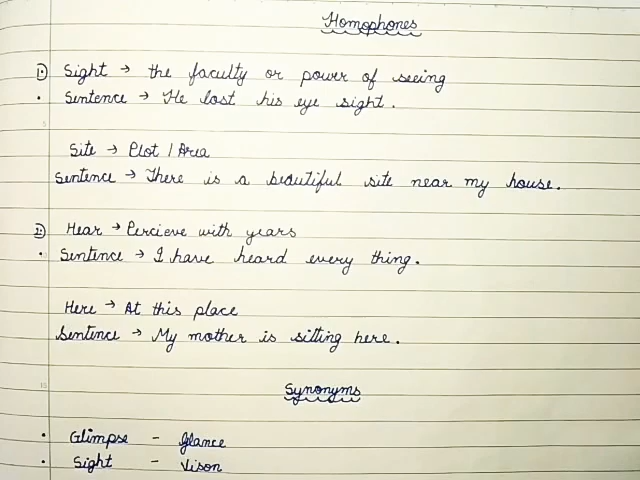 Homophones
1) Sight → the faculty or power of seeing
• Sentence → He lost his eye sight.
Site → Plot / Area
Sentence → There is a beautiful site near my house.
2) Hear → Percieve with years
• Sentence → I have heard every thing.
Here → At this place
Sentence → My mother is sitting here.
Synonyms
• Glimpse - glance
• Sight - Vison